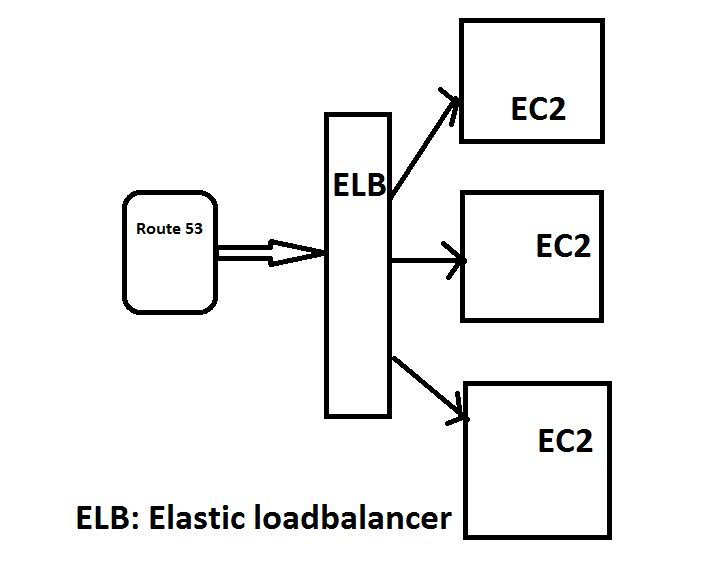 Route 53
ELB
EC2
EC2
EC2
ELB: Elastic loadbalancer